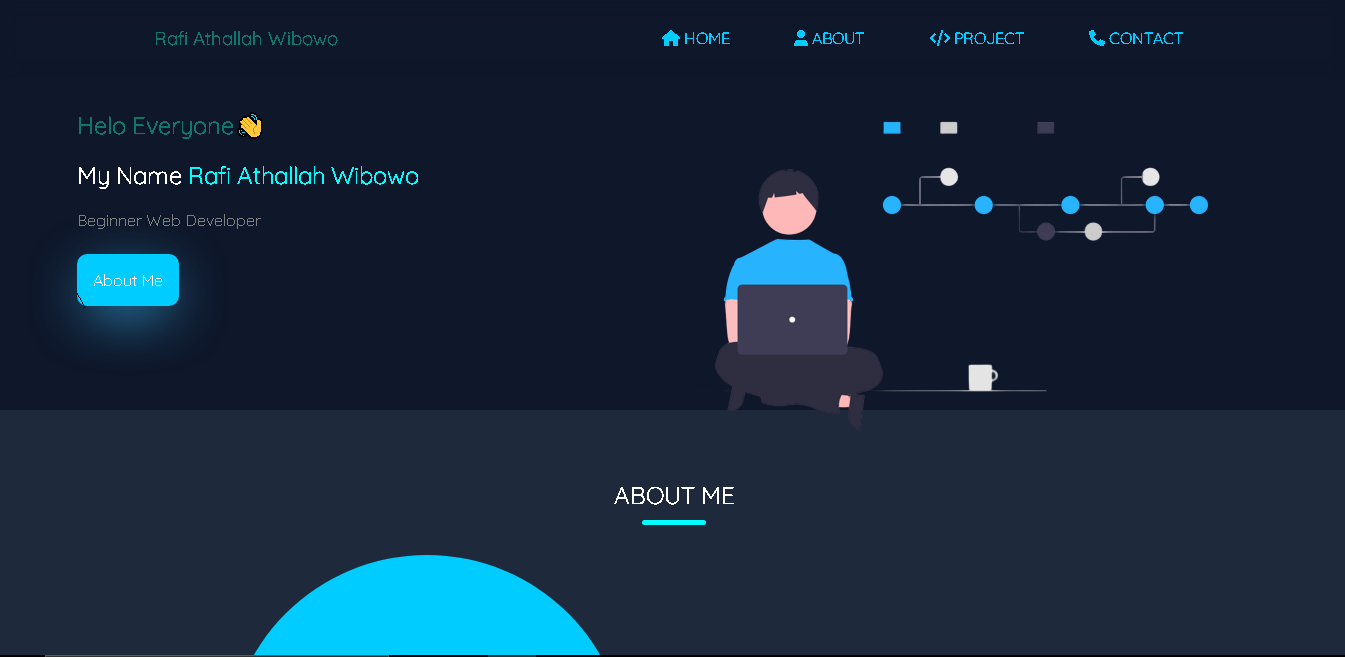 Rafi Athallah Wibowo
HOME ABOUT PROJECT CONTACT
Helo Everyone 👋
My Name Rafi Athallah Wibowo
Beginner Web Developer
About Me
ABOUT ME